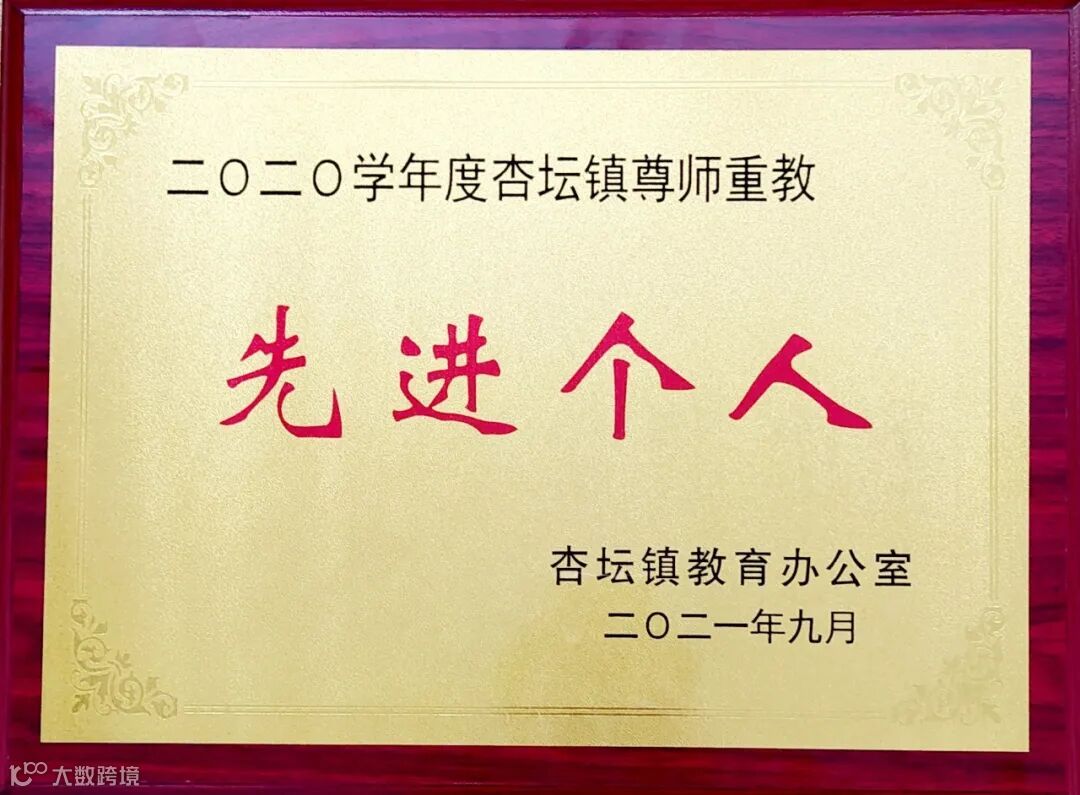 二〇二〇学年度杏坛镇尊师重教
先进个人
杏坛镇教育办公室
二〇二一年九月
大数跨境